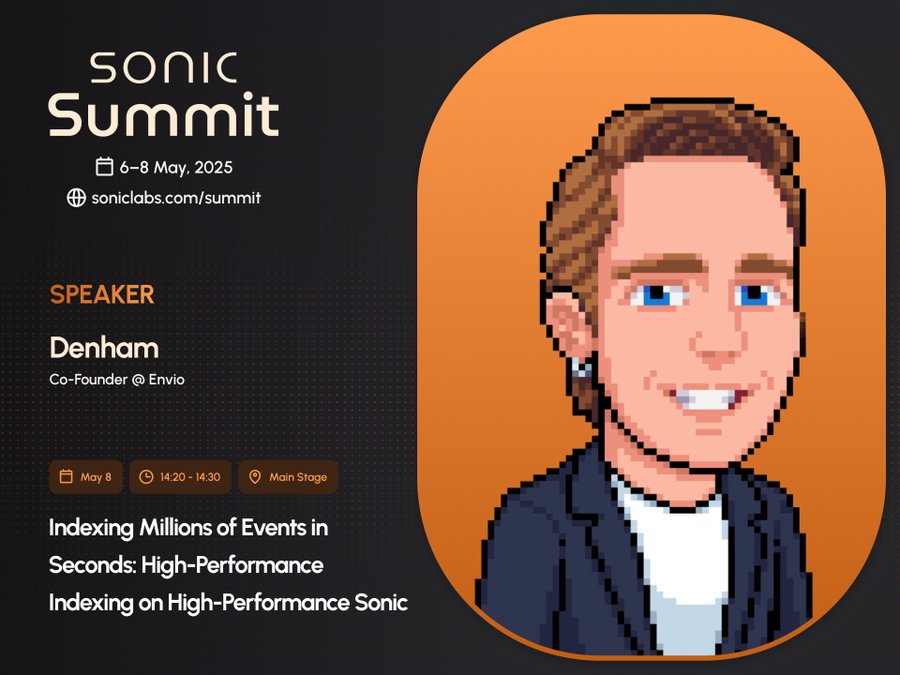 SONIC
Summit
6–8 May, 2025
soniclabs.com/summit
SPEAKER
Denham
Co-Founder @ Envio
May 8
14:20 - 14:30
Main Stage
Indexing Millions of Events in
Seconds: High-Performance
Indexing on High-Performance Sonic